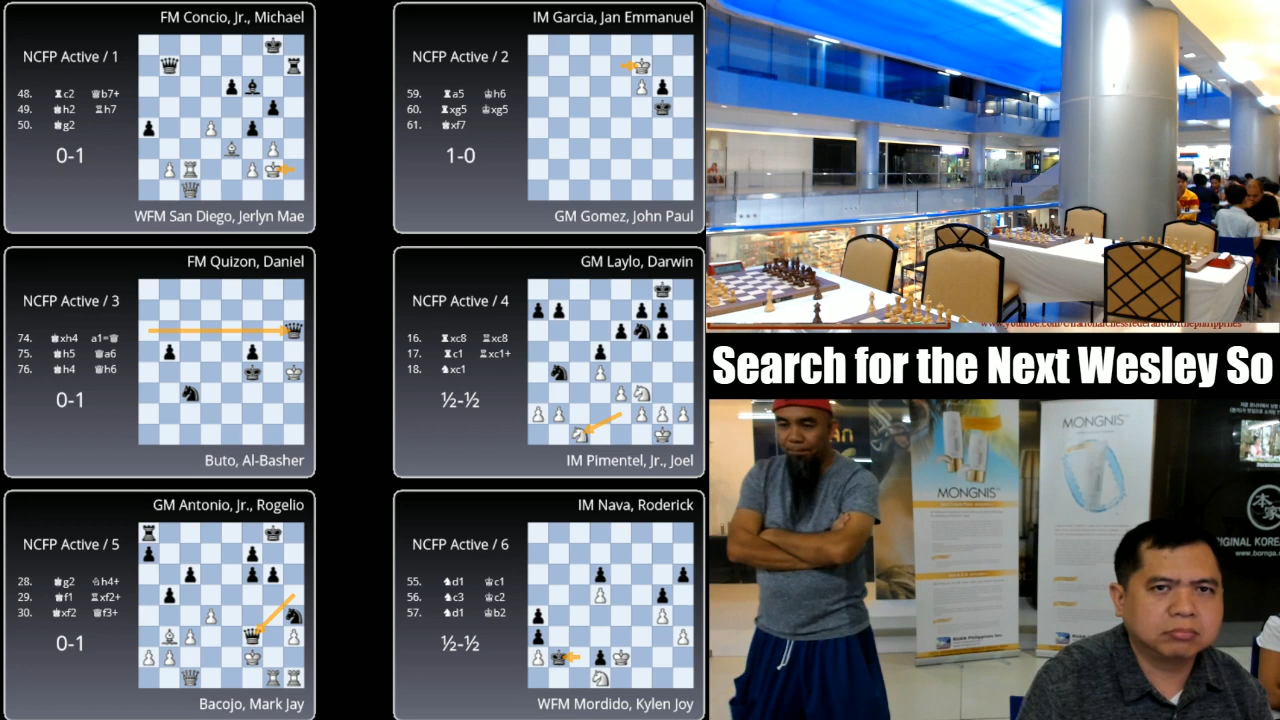 FM Concio, Jr., Michael
NCFP Active / 1
48. ♜c2 ♕b7+
49. ♚h2 ♖h7
50. ♚g2
0-1
WFM San Diego, Jerlyn Mae
IM Garcia, Jan Emmanuel
NCFP Active / 2
59. ♜a5 ♔h6
60. ♜xg5 ♔xg5
61. ♚xf7
1-0
GM Gomez, John Paul
FM Quizon, Daniel
NCFP Active / 3
74. ♚xh4 a1=♕
75. ♚h5 ♕a6
76. ♚h4 ♕h6
0-1
Buto, Al-Basher
GM Laylo, Darwin
NCFP Active / 4
16. ♜xc8 ♖xc8
17. ♜c1 ♖xc1+
18. ♞xc1
½-½
IM Pimentel, Jr., Joel
GM Antonio, Jr., Rogelio
NCFP Active / 5
28. ♚g2 ♘h4+
29. ♚f1 ♖xf2+
30. ♚xf2 ♕f3+
0-1
Bacojo, Mark Jay
IM Nava, Roderick
NCFP Active / 6
55. ♞d1 ♔c1
56. ♞c3 ♔c2
57. ♞d1 ♔b2
½-½
WFM Mordido, Kylen Joy
Search for the Next Wesley So
MONGNIS
MONGNIS
本家
ORIGINAL KOREA
www.bornga.